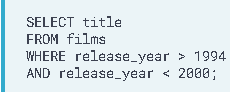 SELECT title
FROM films
WHERE release_year > 1994
AND release_year < 2000;